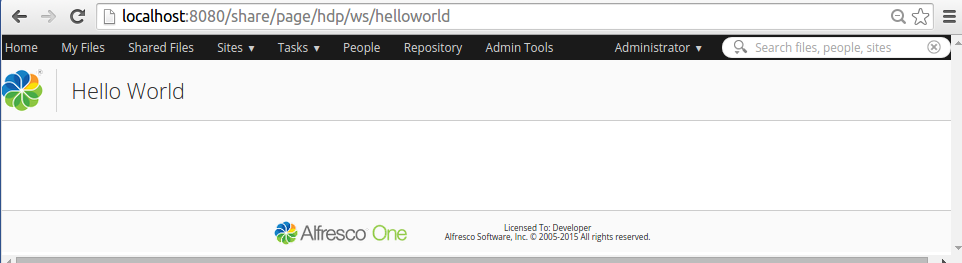 localhost:8080/share/page/hdp/ws/helloworld
Home My Files Shared Files Sites ▾ Tasks ▾ People Repository Admin Tools Administrator ▾ Search files, people, sites
Hello World
Alfresco One
Licensed To: Developer
Alfresco Software, Inc. © 2005-2015 All rights reserved.